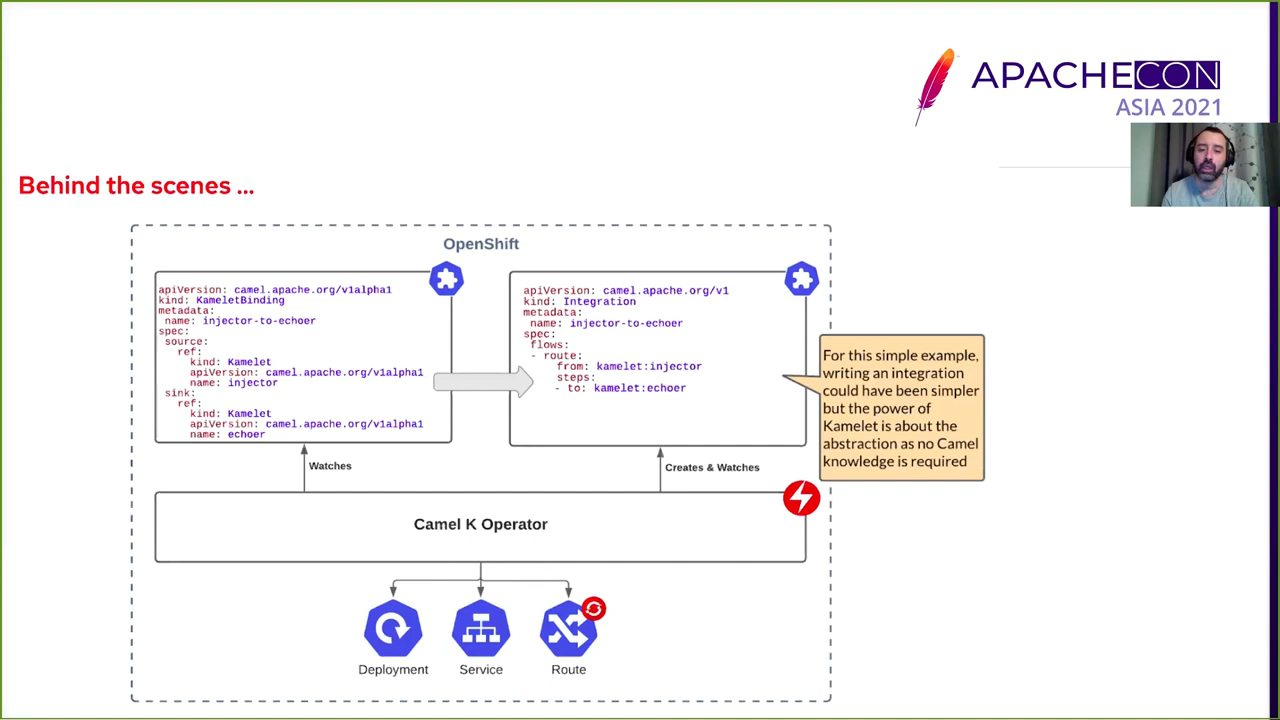 APACHECON
ASIA 2021
Behind the scenes ...
OpenShift
apiVersion: camel.apache.org/v1alpha1
kind: KameletBinding
metadata:
name: injector-to-echoer
spec:
source:
ref:
kind: Kamelet
apiVersion: camel.apache.org/v1alpha1
name: injector
sink:
ref:
kind: Kamelet
apiVersion: camel.apache.org/v1alpha1
name: echoer
apiVersion: camel.apache.org/v1
kind: Integration
metadata:
name: injector-to-echoer
spec:
flows:
- route:
from: kamelet:injector
steps:
- to: kamelet:echoer
For this simple example,
writing an integration
could have been simpler
but the power of
Kamelet is about the
abstraction as no Camel
knowledge is required
Watches
Creates & Watches
Camel K Operator
Deployment
Service
Route